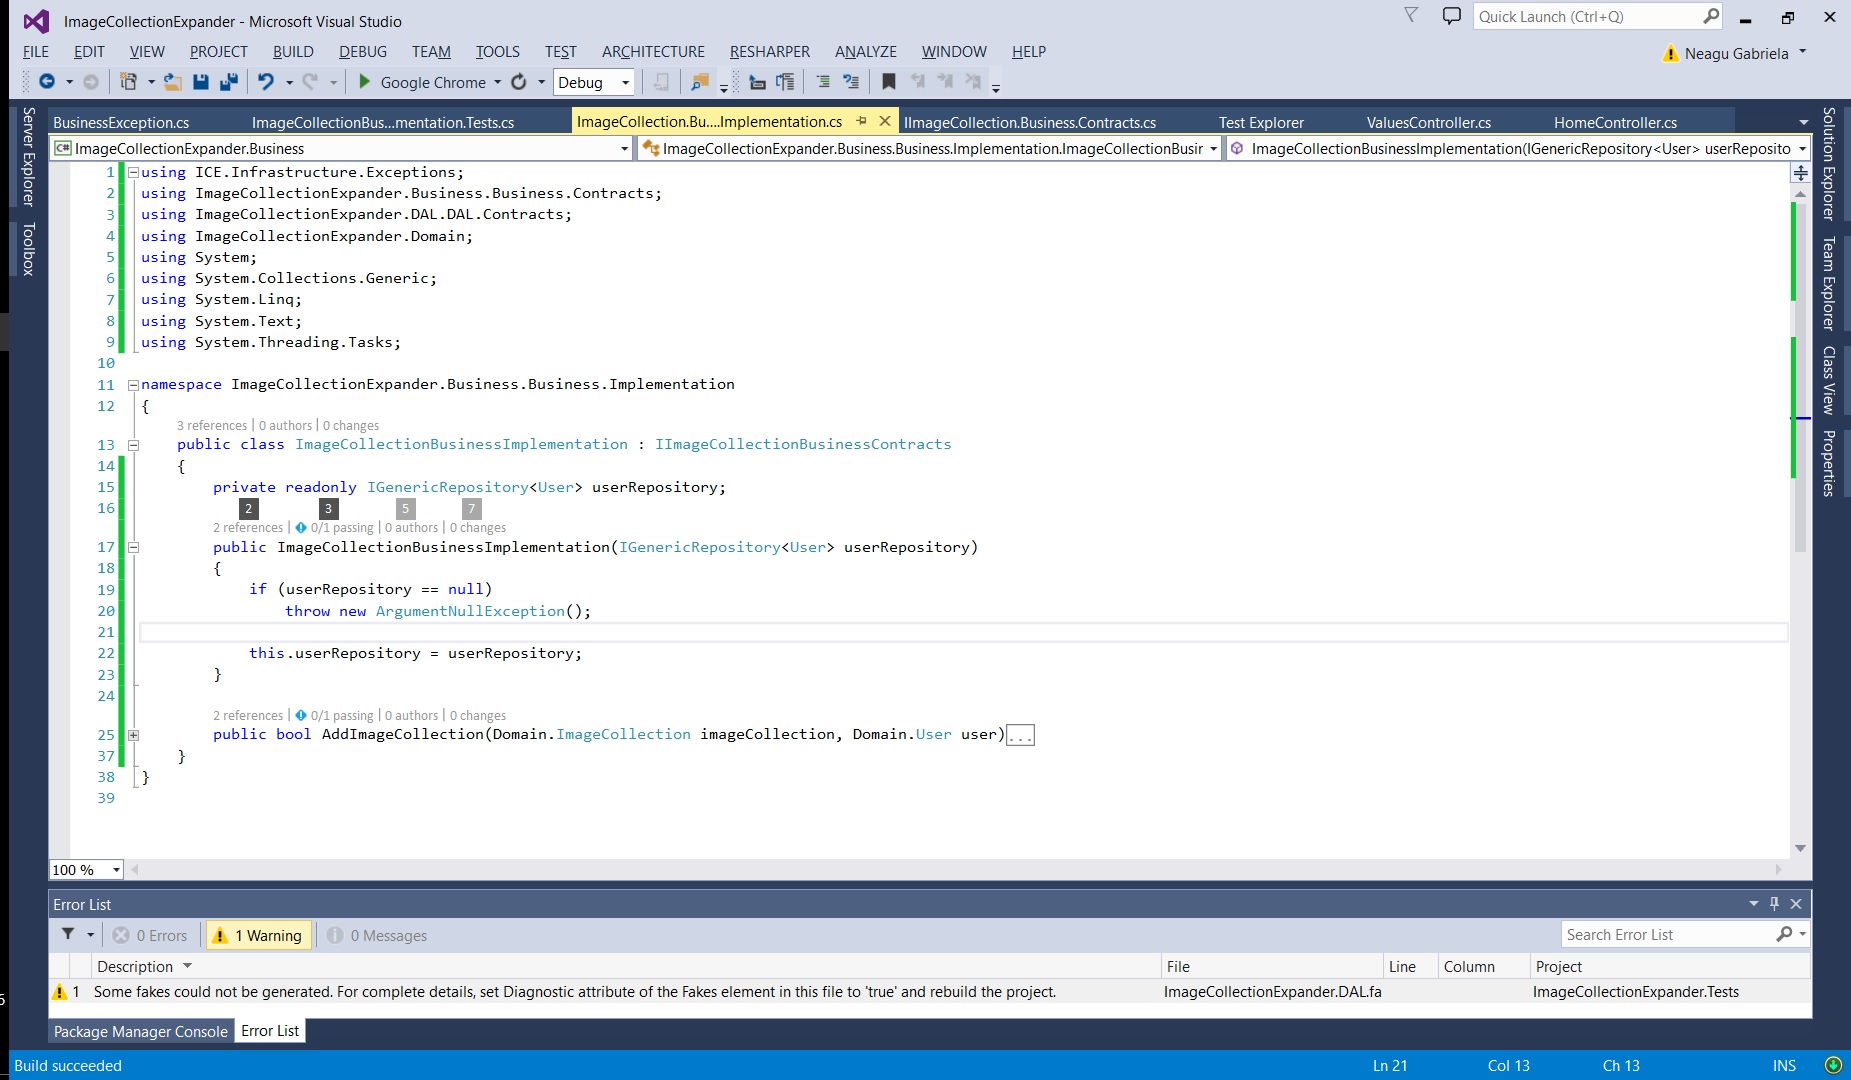 ImageCollectionExpander - Microsoft Visual Studio
Quick Launch (Ctrl+Q)
FILE EDIT VIEW PROJECT BUILD DEBUG TEAM TOOLS TEST ARCHITECTURE RESHARPER ANALYZE WINDOW HELP
Neagu Gabriela
Google Chrome Debug
Server Explorer
Toolbox
BusinessException.cs ImageCollectionBus...mentation.Tests.cs ImageCollection.Bu....Implementation.cs IImageCollection.Business.Contracts.cs Test Explorer ValuesController.cs HomeController.cs
C# ImageCollectionExpander.Business ImageCollectionExpander.Business.Business.Implementation.ImageCollectionBusir ImageCollectionBusinessImplementation(IGenericRepository<User> userReposito
1 using ICE.Infrastructure.Exceptions;
2 using ImageCollectionExpander.Business.Business.Contracts;
3 using ImageCollectionExpander.DAL.DAL.Contracts;
4 using ImageCollectionExpander.Domain;
5 using System;
6 using System.Collections.Generic;
7 using System.Linq;
8 using System.Text;
9 using System.Threading.Tasks;
10
11 namespace ImageCollectionExpander.Business.Business.Implementation
12 {
3 references | 0 authors | 0 changes
13 public class ImageCollectionBusinessImplementation : IImageCollectionBusinessContracts
14 {
15 private readonly IGenericRepository<User> userRepository;
16 2 3 5 7
2 references | 0/1 passing | 0 authors | 0 changes
17 public ImageCollectionBusinessImplementation(IGenericRepository<User> userRepository)
18 {
19 if (userRepository == null)
20 throw new ArgumentNullException();
21
22 this.userRepository = userRepository;
23 }
24
2 references | 0/1 passing | 0 authors | 0 changes
25 public bool AddImageCollection(Domain.ImageCollection imageCollection, Domain.User user)...
37 }
38 }
39
Solution Explorer
Team Explorer
Class View
Properties
100 %
Error List
0 Errors 1 Warning 0 Messages Search Error List
Description File Line Column Project
1 Some fakes could not be generated. For complete details, set Diagnostic attribute of the Fakes element in this file to 'true' and rebuild the project. ImageCollectionExpander.DAL.fa ImageCollectionExpander.Tests
Package Manager Console Error List
Build succeeded Ln 21 Col 13 Ch 13 INS